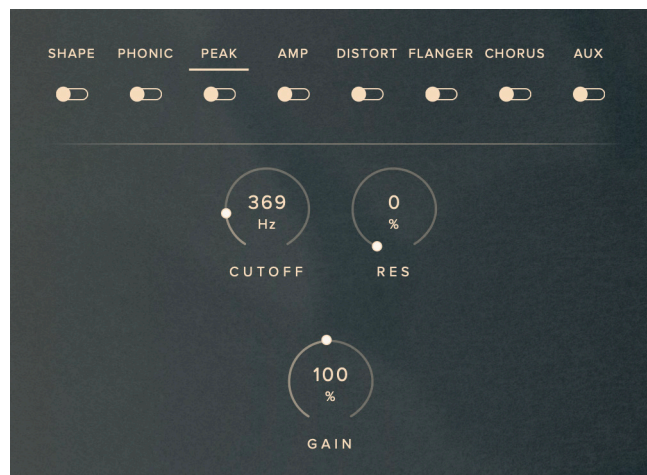 SHAPE PHONIC PEAK AMP DISTORT FLANGER CHORUS AUX
369 0
Hz %
CUTOFF RES
100
%
GAIN